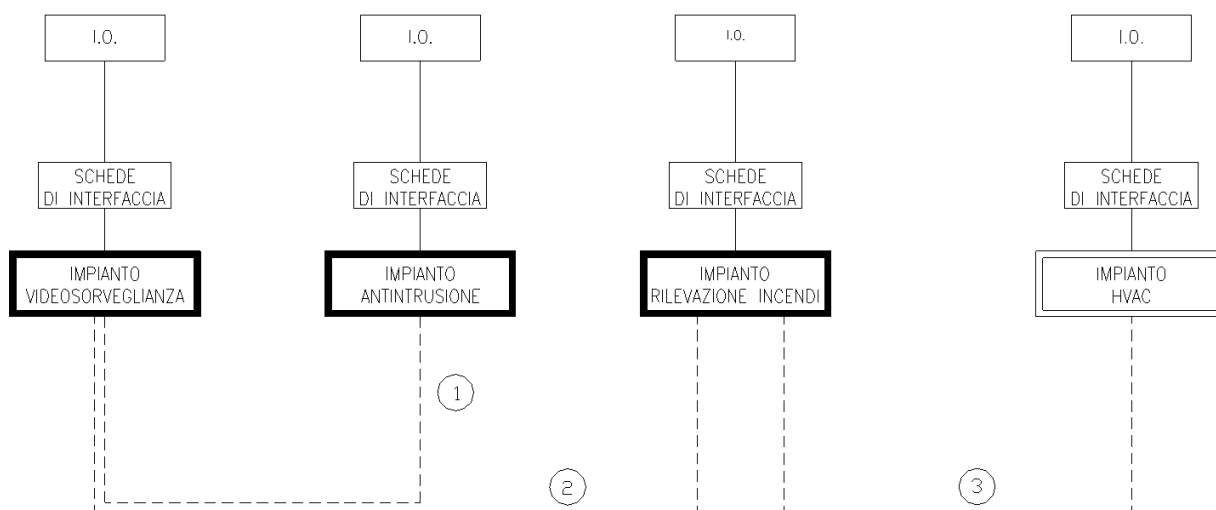 I.O.
I.O.
I.O.
I.O.
SCHEDE
DI INTERFACCIA
SCHEDE
DI INTERFACCIA
SCHEDE
DI INTERFACCIA
SCHEDE
DI INTERFACCIA
IMPIANTO
VIDEOSORVEGLIANZA
IMPIANTO
ANTINTRUSIONE
IMPIANTO
RILEVAZIONE INCENDI
IMPIANTO
HVAC
1
2
3